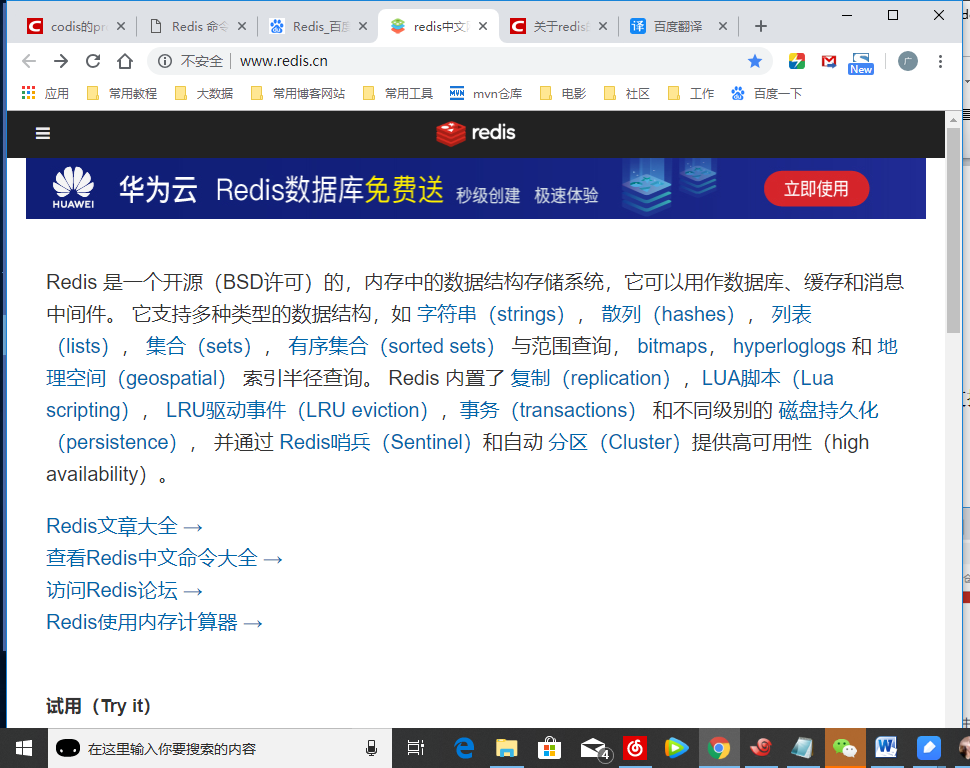 codis的pr
Redis 命令
Redis_百度
redis中文
关于redis
百度翻译
不安全 www.redis.cn
New
应用 常用教程 大数据 常用博客网站 常用工具 mvn仓库 电影 社区 工作 百度一下
redis
HUAWEI 华为云 Redis数据库免费送 秒级创建 极速体验 立即使用
Redis 是一个开源（BSD许可）的，内存中的数据结构存储系统，它可以用作数据库、缓存和消息
中间件。 它支持多种类型的数据结构，如 字符串（strings）， 散列（hashes）， 列表
（lists）， 集合（sets）， 有序集合（sorted sets） 与范围查询， bitmaps， hyperloglogs 和 地
理空间（geospatial） 索引半径查询。 Redis 内置了 复制（replication），LUA脚本（Lua
scripting）， LRU驱动事件（LRU eviction），事务（transactions） 和不同级别的 磁盘持久化
（persistence）， 并通过 Redis哨兵（Sentinel）和自动 分区（Cluster）提供高可用性（high
availability）。
Redis文章大全 →
查看Redis中文命令大全 →
访问Redis论坛 →
Redis使用内存计算器 →
试用（Try it）
在这里输入你要搜索的内容
4